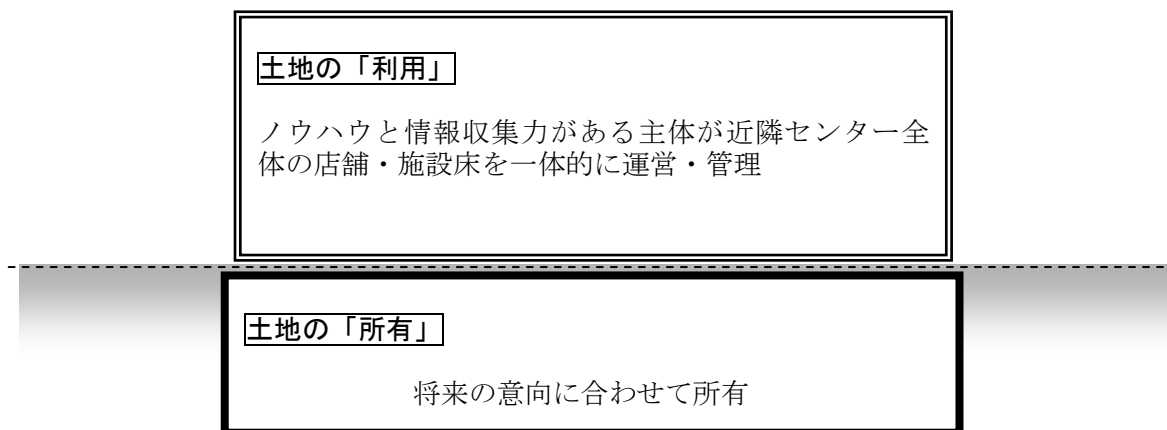 土地の「利用」
ノウハウと情報収集力がある主体が近隣センター全
体の店舗・施設床を一体的に運営・管理
土地の「所有」
将来の意向に合わせて所有